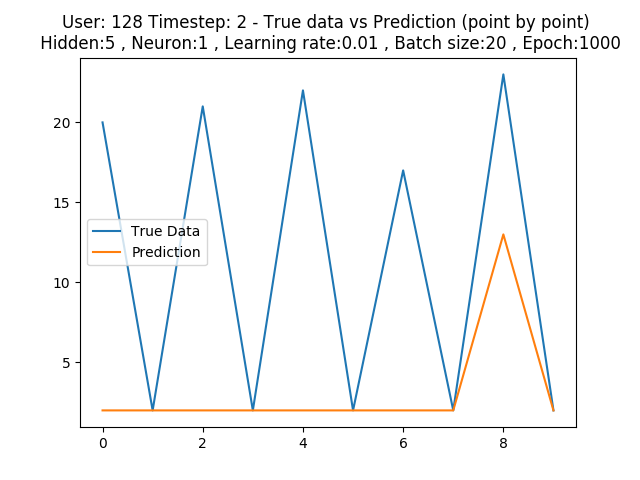 User: 128 Timestep: 2 - True data vs Prediction (point by point)
Hidden:5 , Neuron:1 , Learning rate:0.01 , Batch size:20 , Epoch:1000
20
15
True Data
Prediction
10
5
0 2 4 6 8